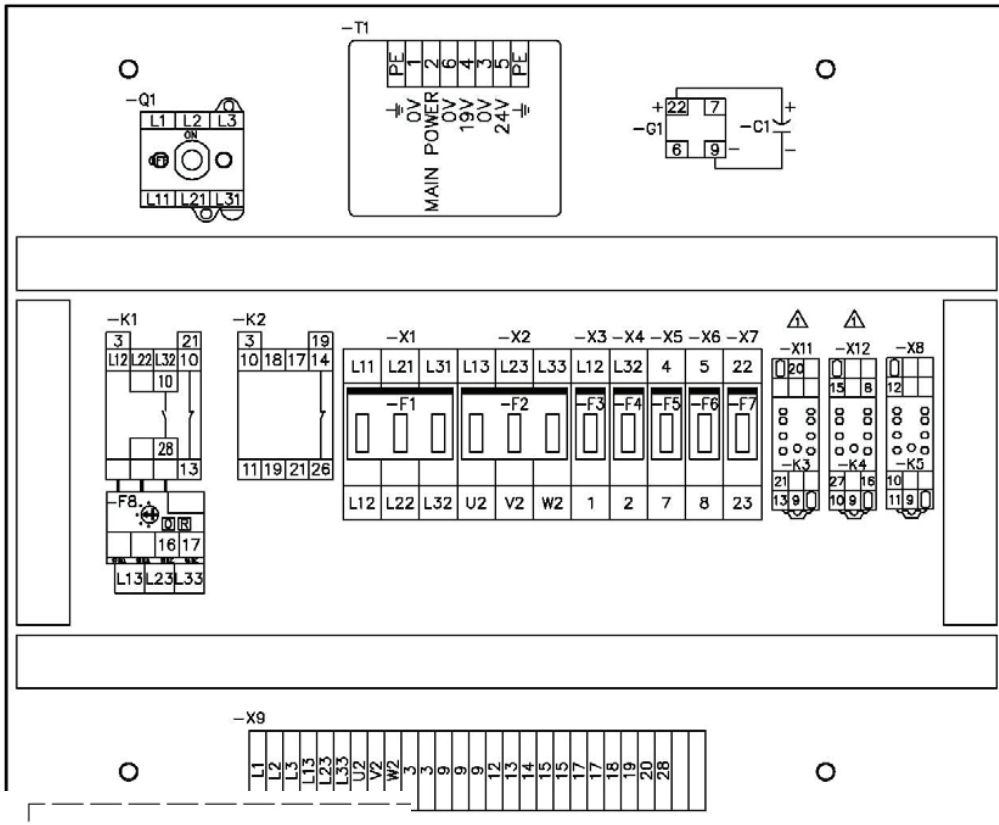 -T1
PE 1 2 6 4 3 5 PE
0V MAIN POWER 0V 19V 0V 24V
-Q1
L1 L2 L3
ON
L11 L21 L31
+ 22 7 +
-G1 -C1
6 9 - -
-K1
3 21
L12 L22 L32 10
10
28
13
-F8
O R
16 17
L13 L23 L33
-K2
3 19
10 18 17 14
11 19 21 26
-X1 -X2 -X3 -X4 -X5 -X6 -X7
L11 L21 L31 L13 L23 L33 L12 L32 4 5 22
-F1 -F2 -F3 -F4 -F5 -F6 -F7
L12 L22 L32 U2 V2 W2 1 2 7 8 23
1 1
-X11 -X12 -X8
20
15 8
12
-K3 -K4 -K5
21
13 9
27 16
10 9
10
11 9
-X9
L1 L2 L3 L13 L23 L33 U2 V2 W2 3 3 9 9 9 12 13 14 15 15 17 17 18 19 20 28